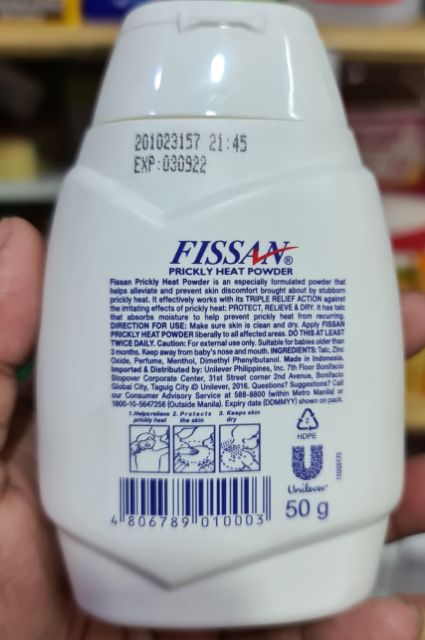 201023157 21:45
EXP:030922
FISSAN®
PRICKLY HEAT POWDER
Fissan Prickly Heat Powder is an especially formulated powder that
helps alleviate and prevent skin discomfort brought about by stubborn
prickly heat. It effectively works with its TRIPLE RELIEF ACTION against
the irritating effects of prickly heat: PROTECT, RELIEVE & DRY. It has talc
that absorbs moisture to help prevent prickly heat from recurring.
DIRECTION FOR USE: Make sure skin is clean and dry. Apply FISSAN
PRICKLY HEAT POWDER liberally to all affected areas. DO THIS AT LEAST
TWICE DAILY. Caution: For external use only. Suitable for babies older than
3 months. Keep away from baby's nose and mouth. INGREDIENTS: Talc, Zinc
Oxide, Perfume, Menthol, Dimethyl Phenylbutanol. Made in Indonesia.
Imported & Distributed by: Unilever Philippines, Inc. 7th Floor Bonifacio
Stopover Corporate Center, 31st Street corner 2nd Avenue, Bonifacio
Global City, Taguig City © Unilever, 2016. Questions? Suggestions? Call
our Consumer Advisory Service at 588-8800 (within Metro Manila) or
1800-10-5647258 (Outside Manila). Expiry date (DDMMYY) shown on pack.
1. Helps relieve prickly heat
2. Protects the skin
3. Keeps skin dry
HDPE
Unilever
4 806789 010003
50 g